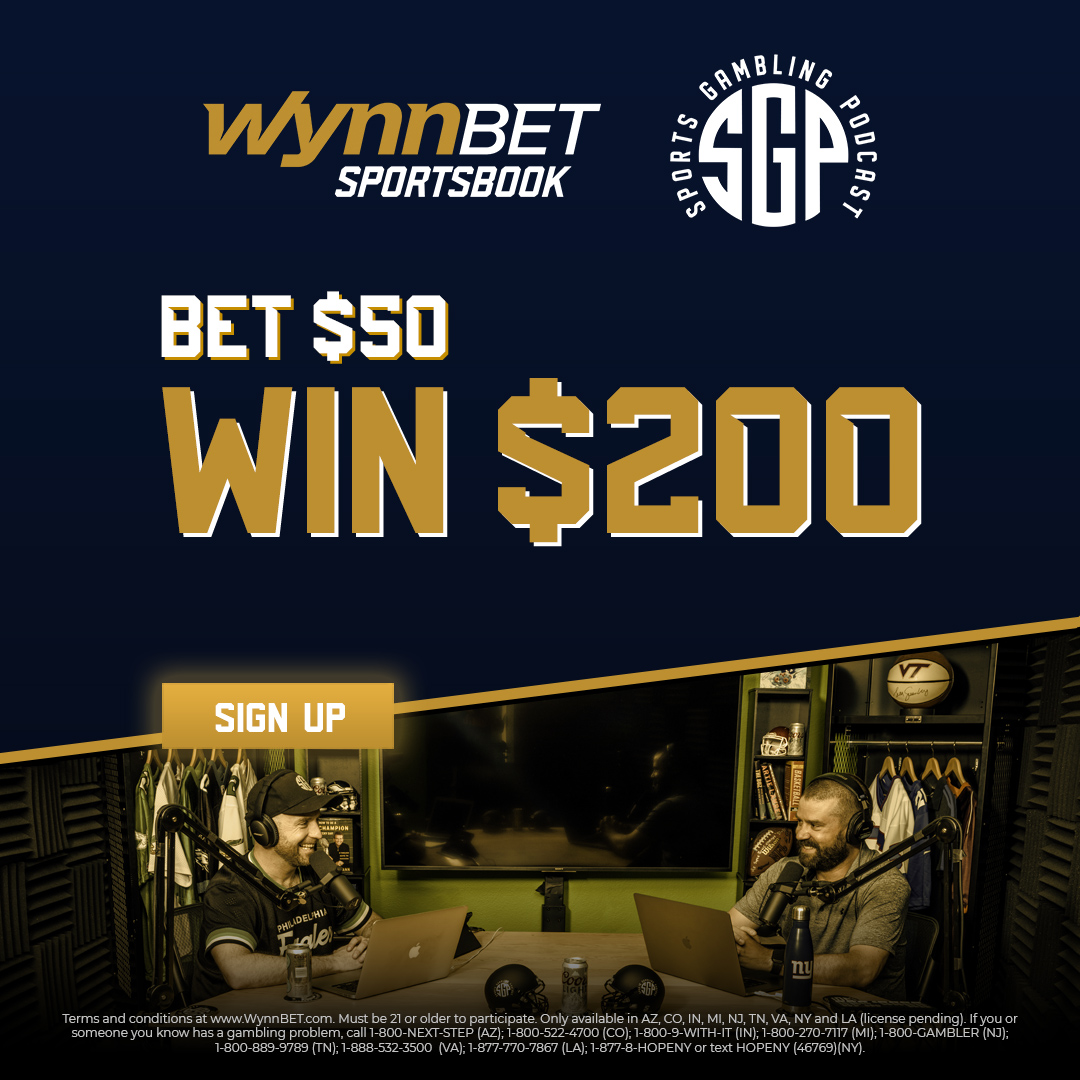 wynnBET
SPORTSBOOK
SPORTS GAMBLING PODCAST
SGP
BET $50
WIN $200
SIGN UP
VT
CHAMPION
BASKETBALL
PHILADELPHIA
Eagles
ny
SGP
SGP
Terms and conditions at www.WynnBET.com. Must be 21 or older to participate. Only available in AZ, CO, IN, MI, NJ, TN, VA, NY and LA (license pending). If you or
someone you know has a gambling problem, call 1-800-NEXT-STEP (AZ); 1-800-522-4700 (CO); 1-800-9-WITH-IT (IN); 1-800-270-7117 (MI); 1-800-GAMBLER (NJ);
1-800-889-9789 (TN); 1-888-532-3500 (VA); 1-877-770-7867 (LA); 1-877-8-HOPENY or text HOPENY (46769)(NY).